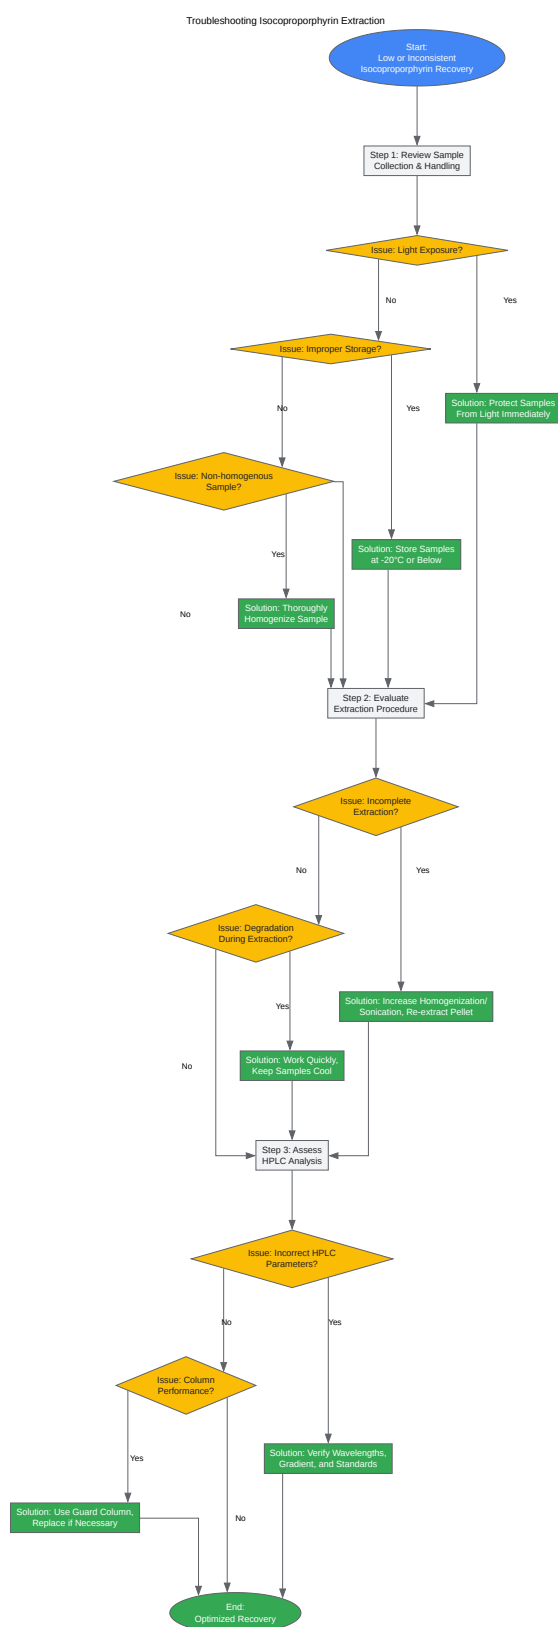 Troubleshooting Isocoproporphyrin Extraction
Start:
Low or Inconsistent
Isocoproporphyrin Recovery
Step 1: Review Sample
Collection & Handling
Issue: Light Exposure?
No
Yes
Issue: Improper Storage?
No
Yes
Solution: Protect Samples
From Light Immediately
Issue: Non-homogenous
Sample?
Yes
Solution: Store Samples
at -20°C or Below
Solution: Thoroughly
Homogenize Sample
No
Step 2: Evaluate
Extraction Procedure
Issue: Incomplete
Extraction?
No
Yes
Issue: Degradation
During Extraction?
Yes
Solution: Increase Homogenization/
Sonication, Re-extract Pellet
No
Solution: Work Quickly,
Keep Samples Cool
Step 3: Assess
HPLC Analysis
Issue: Incorrect HPLC
Parameters?
No
Yes
Issue: Column
Performance?
Yes
Solution: Verify Wavelengths,
Gradient, and Standards
Solution: Use Guard Column,
Replace if Necessary
No
End:
Optimized Recovery